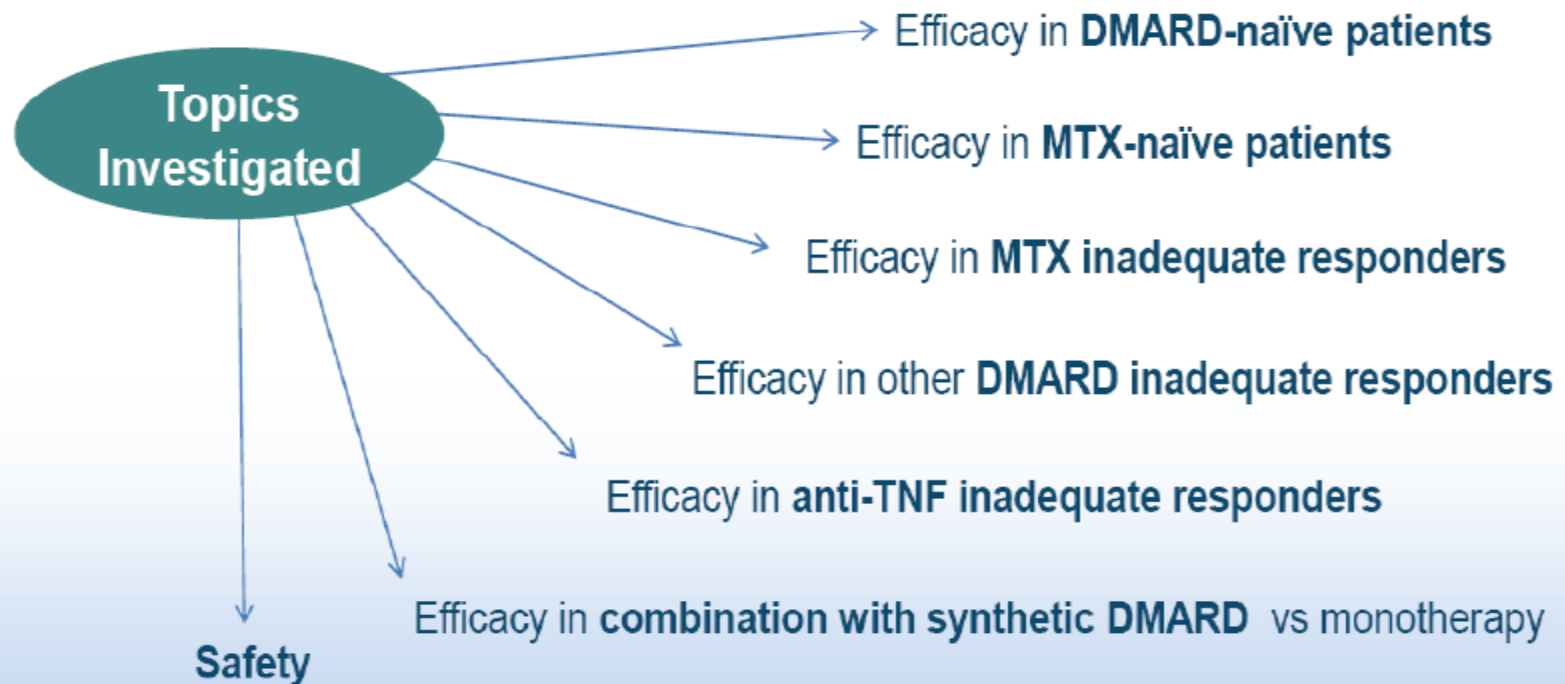 Topics
Investigated
Efficacy in DMARD-naïve patients
Efficacy in MTX-naïve patients
Efficacy in MTX inadequate responders
Efficacy in other DMARD inadequate responders
Efficacy in anti-TNF inadequate responders
Efficacy in combination with synthetic DMARD vs monotherapy
Safety